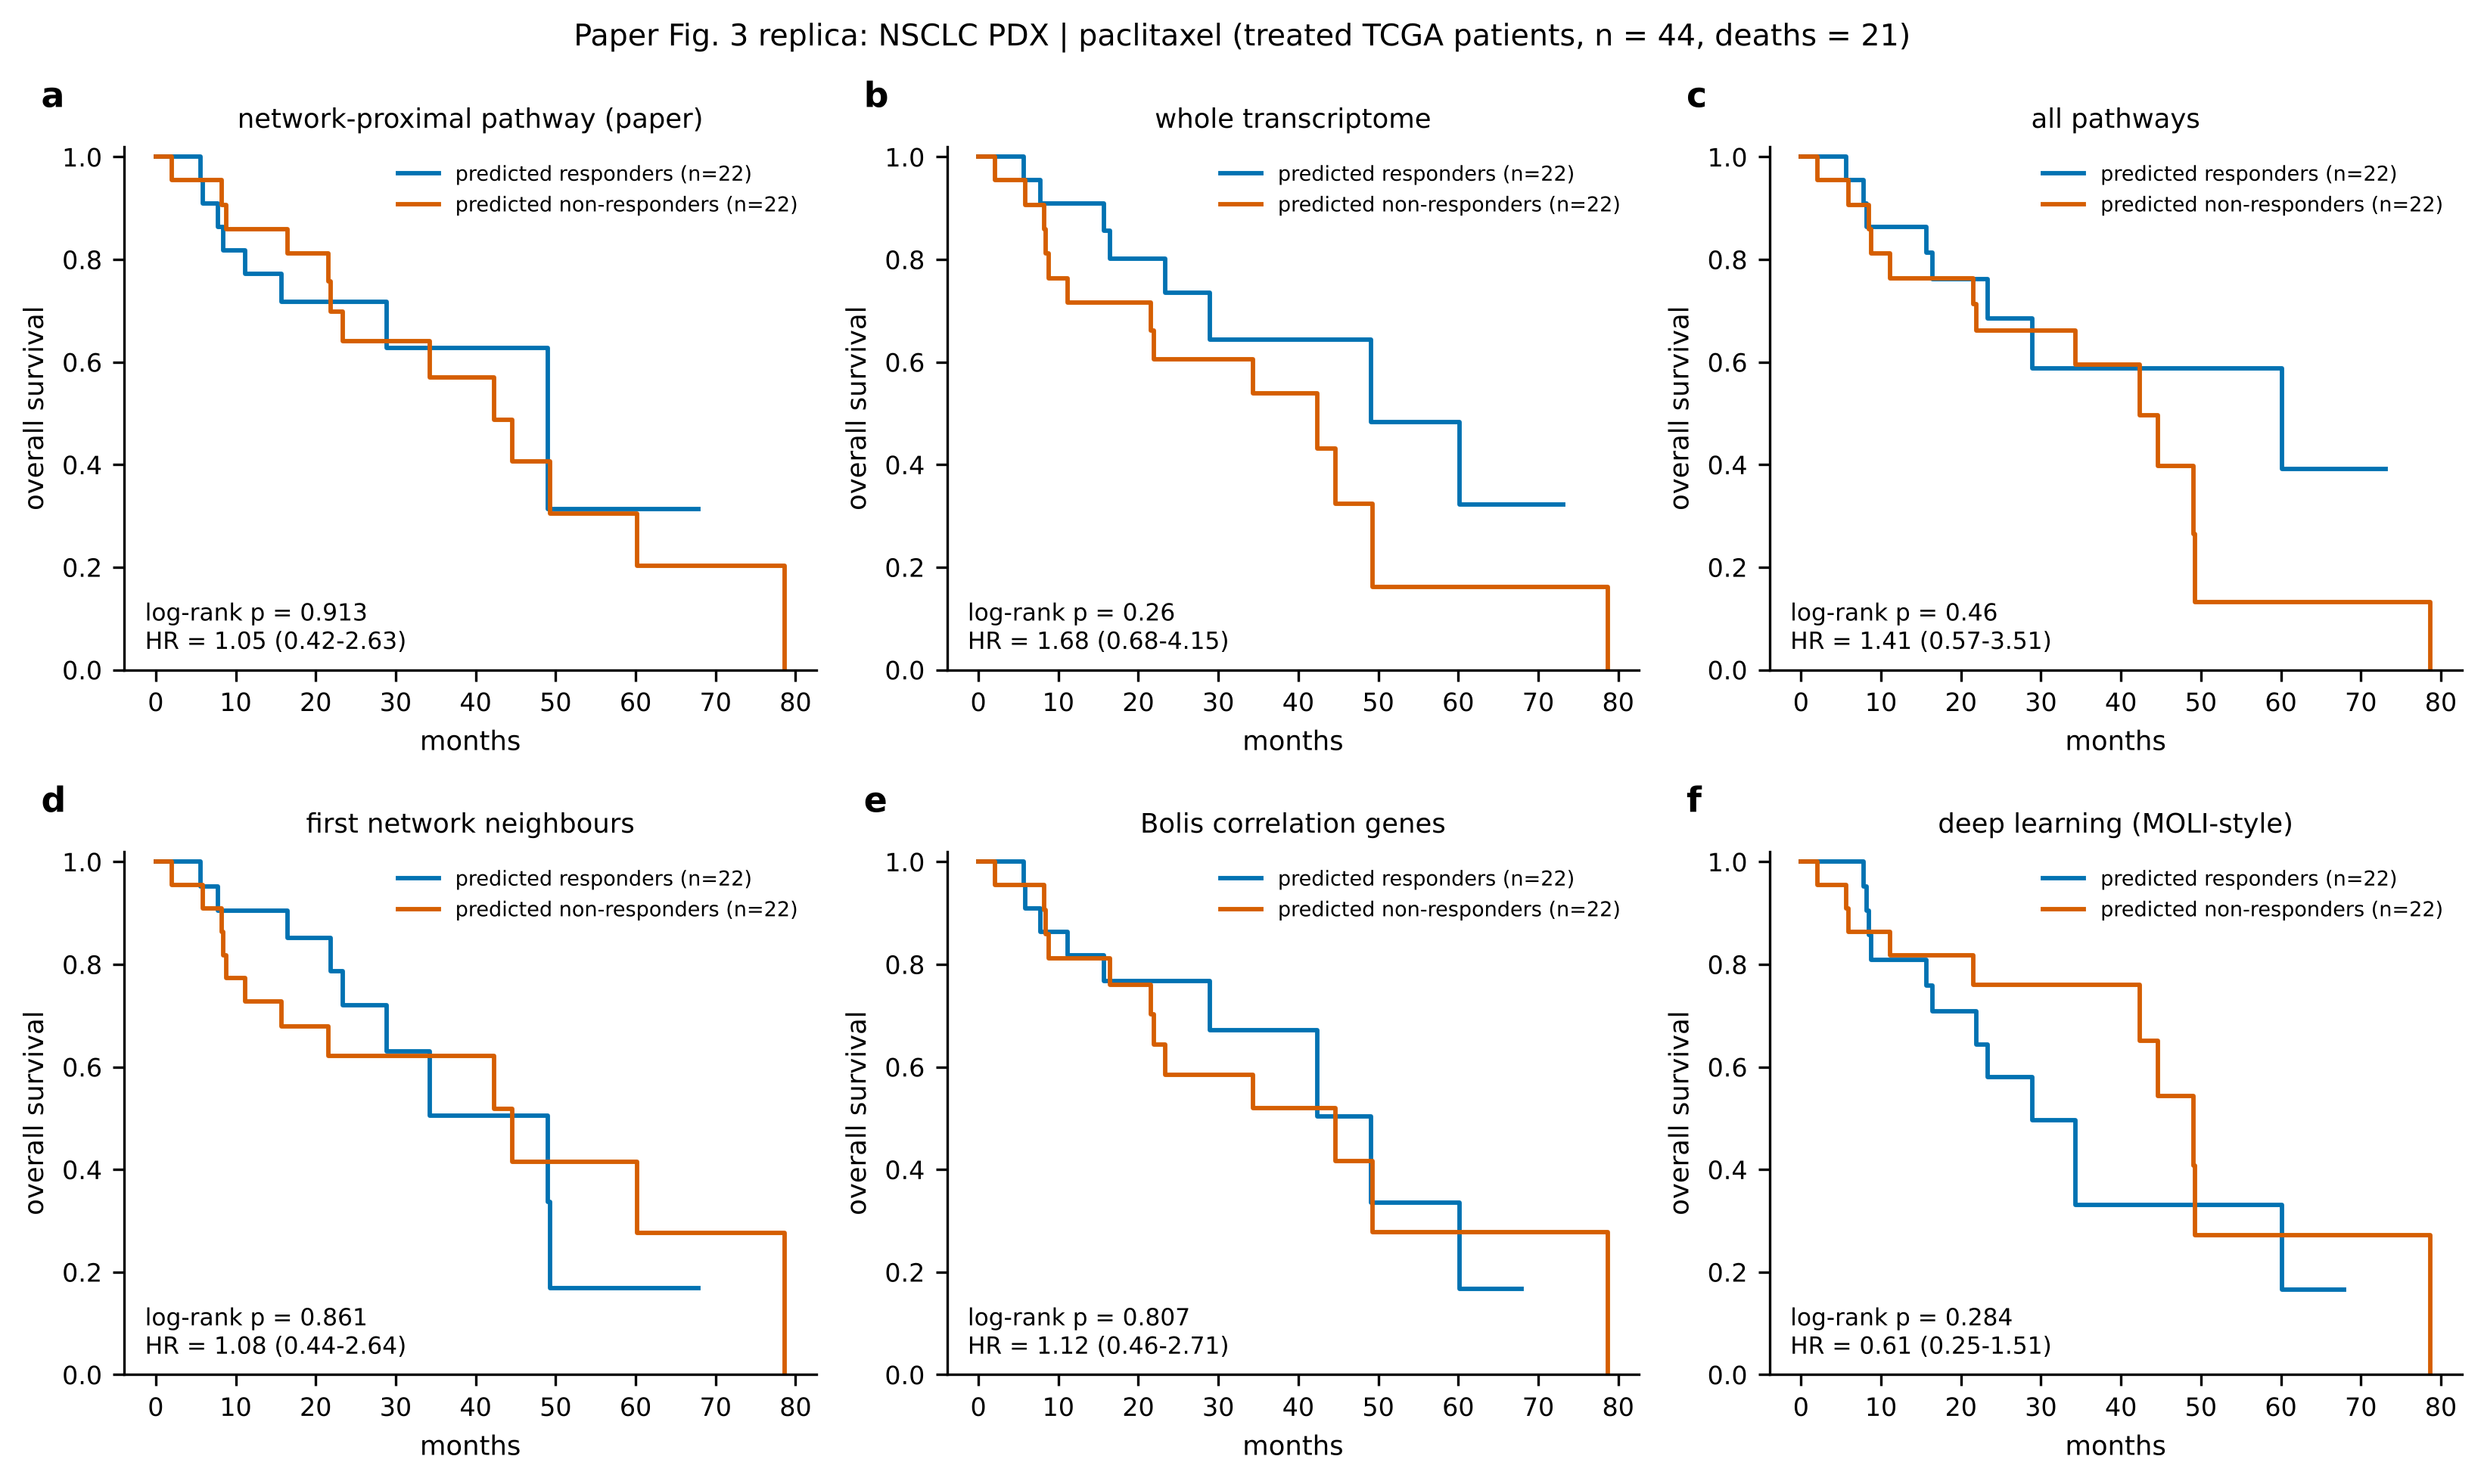 Paper Fig. 3 replica: NSCLC PDX | paclitaxel (treated TCGA patients, n = 44, deaths = 21)
a
network-proximal pathway (paper)
predicted responders (n=22)
predicted non-responders (n=22)
1.0
0.8
0.6
0.4
0.2
0.0
overall survival
log-rank p = 0.913
HR = 1.05 (0.42-2.63)
0 10 20 30 40 50 60 70 80
months
b
whole transcriptome
predicted responders (n=22)
predicted non-responders (n=22)
1.0
0.8
0.6
0.4
0.2
0.0
overall survival
log-rank p = 0.26
HR = 1.68 (0.68-4.15)
0 10 20 30 40 50 60 70 80
months
c
all pathways
predicted responders (n=22)
predicted non-responders (n=22)
1.0
0.8
0.6
0.4
0.2
0.0
overall survival
log-rank p = 0.46
HR = 1.41 (0.57-3.51)
0 10 20 30 40 50 60 70 80
months
d
first network neighbours
predicted responders (n=22)
predicted non-responders (n=22)
1.0
0.8
0.6
0.4
0.2
0.0
overall survival
log-rank p = 0.861
HR = 1.08 (0.44-2.64)
0 10 20 30 40 50 60 70 80
months
e
Bolis correlation genes
predicted responders (n=22)
predicted non-responders (n=22)
1.0
0.8
0.6
0.4
0.2
0.0
overall survival
log-rank p = 0.807
HR = 1.12 (0.46-2.71)
0 10 20 30 40 50 60 70 80
months
f
deep learning (MOLI-style)
predicted responders (n=22)
predicted non-responders (n=22)
1.0
0.8
0.6
0.4
0.2
0.0
overall survival
log-rank p = 0.284
HR = 0.61 (0.25-1.51)
0 10 20 30 40 50 60 70 80
months